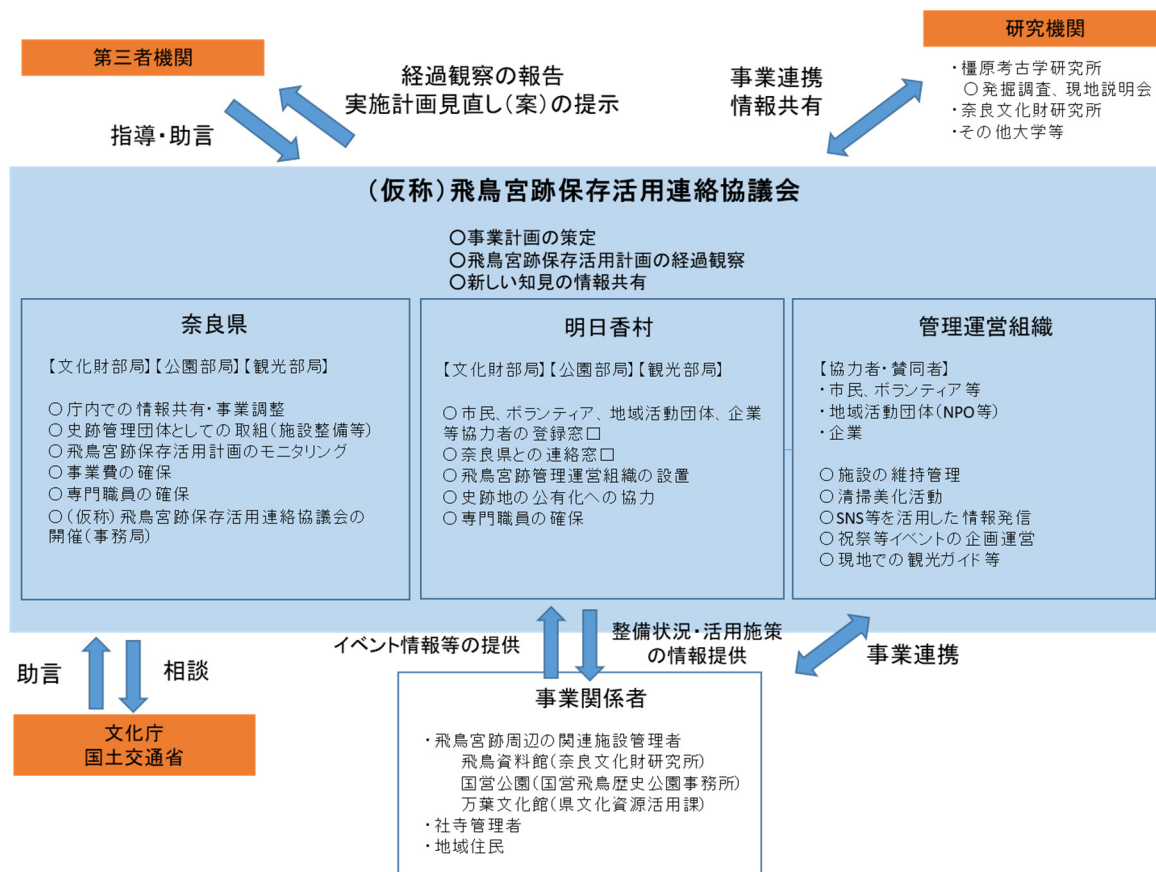 第三者機関
経過観察の報告
実施計画見直し(案)の提示
指導・助言
事業連携
情報共有
研究機関
・橿原考古学研究所
○発掘調査、現地説明会
・奈良文化財研究所
・その他大学等
(仮称)飛鳥宮跡保存活用連絡協議会
○事業計画の策定
○飛鳥宮跡保存活用計画の経過観察
○新しい知見の情報共有
奈良県
【文化財部局】【公園部局】【観光部局】
○庁内での情報共有・事業調整
○史跡管理団体としての取組(施設整備等)
○飛鳥宮跡保存活用計画のモニタリング
○事業費の確保
○専門職員の確保
○(仮称)飛鳥宮跡保存活用連絡協議会の
開催(事務局)
明日香村
【文化財部局】【公園部局】【観光部局】
○市民、ボランティア、地域活動団体、企業
等協力者の登録窓口
○奈良県との連絡窓口
○飛鳥宮跡管理運営組織の設置
○史跡地の公有化への協力
○専門職員の確保
管理運営組織
【協力者・賛同者】
・市民、ボランティア等
・地域活動団体(NPO等)
・企業
○施設の維持管理
○清掃美化活動
○SNS等を活用した情報発信
○祝祭等イベントの企画運営
○現地での観光ガイド等
助言
相談
文化庁
国土交通省
イベント情報等の提供
整備状況・活用施策
の情報提供
事業連携
事業関係者
・飛鳥宮跡周辺の関連施設管理者
飛鳥資料館(奈良文化財研究所)
国営公園(国営飛鳥歴史公園事務所)
万葉文化館(県文化資源活用課)
・社寺管理者
・地域住民